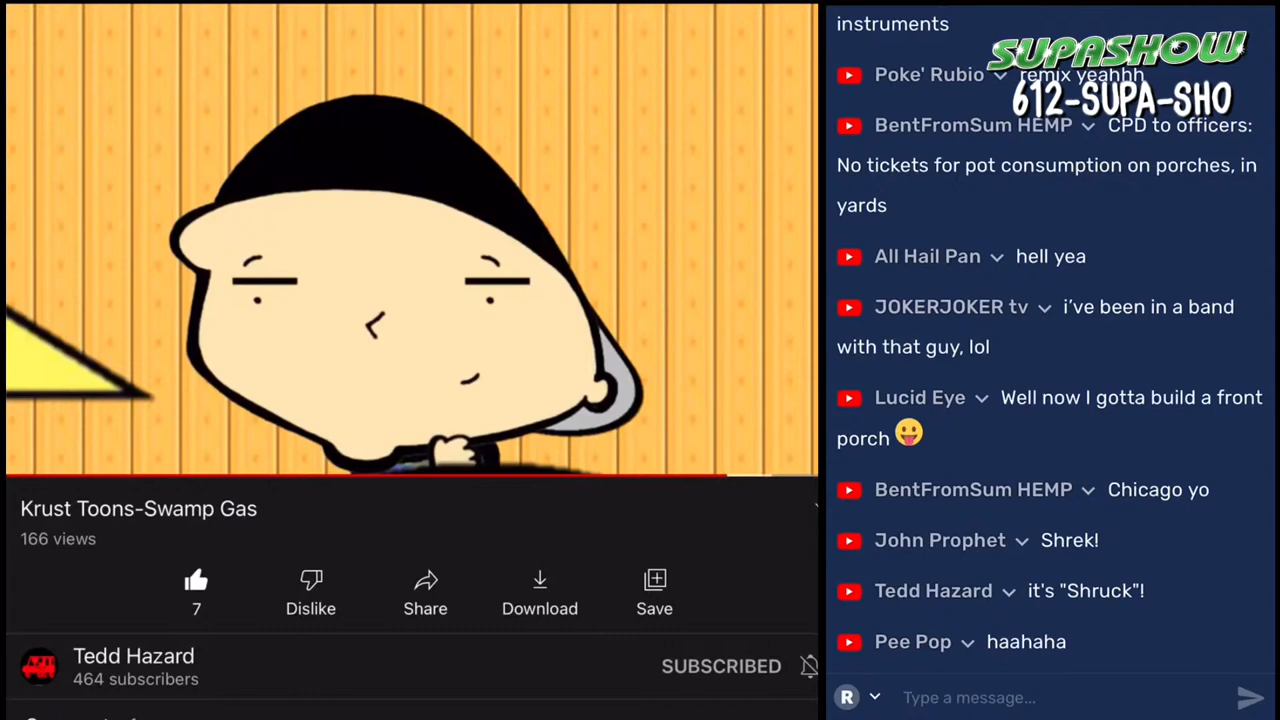 Krust Toons-Swamp Gas
166 views
7
Dislike
Share
Download
Save
Tedd Hazard
464 subscribers
SUBSCRIBED
SUPASHOW
612-SUPA-SHO
instruments
Poke' Rubio remix yeahhh
BentFromSum HEMP CPD to officers:
No tickets for pot consumption on porches, in
yards
All Hail Pan hell yea
JOKERJOKER tv i've been in a band
with that guy, lol
Lucid Eye Well now I gotta build a front
porch 😛
BentFromSum HEMP Chicago yo
John Prophet Shrek!
Tedd Hazard it's "Shruck"!
Pee Pop haahaha
R
Type a message...